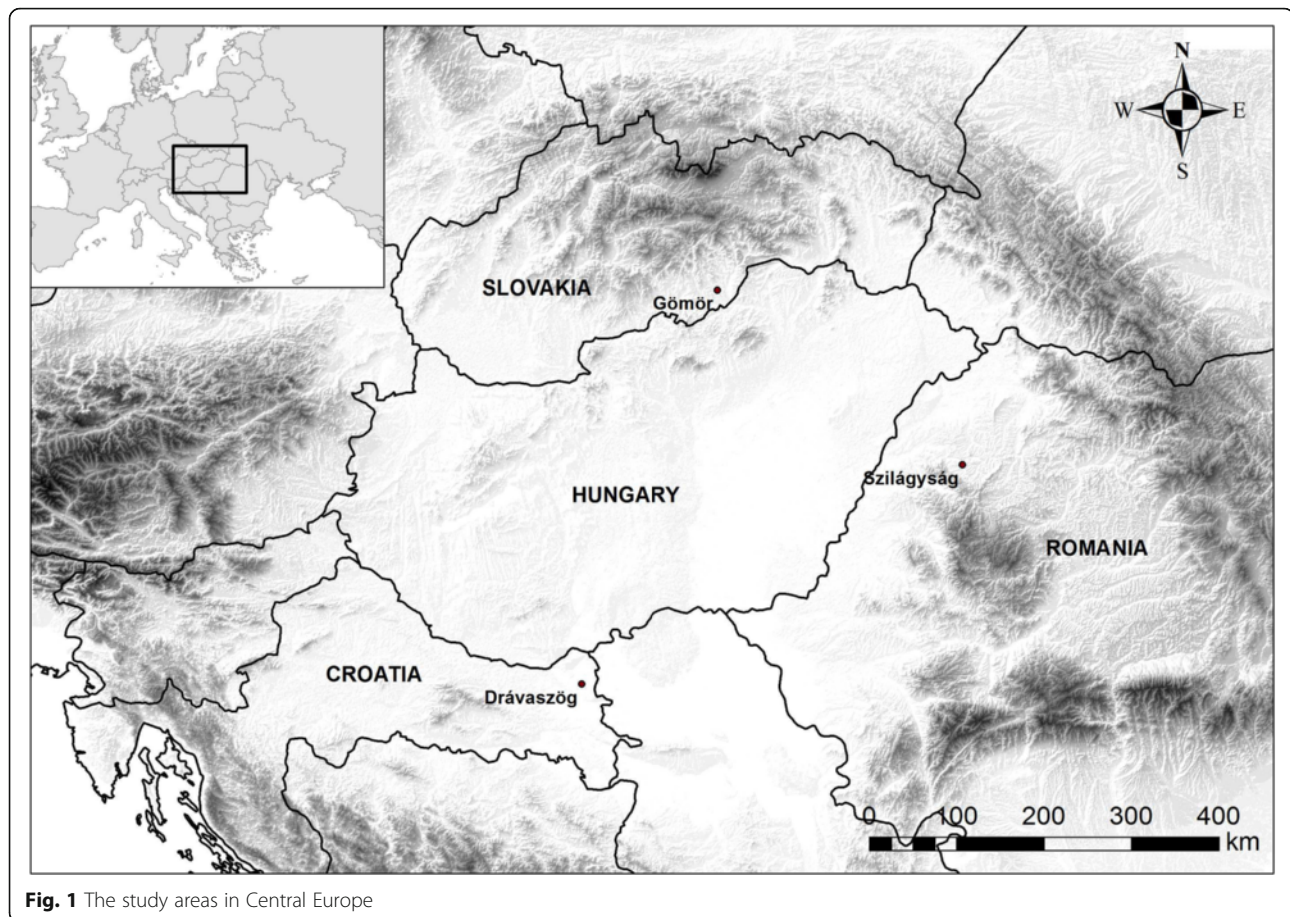 N
W E
S
SLOVAKIA
Gömör
HUNGARY
Szilágyság
ROMANIA
CROATIA
Drávaszög
0 100 200 300 400
km
Fig. 1 The study areas in Central Europe